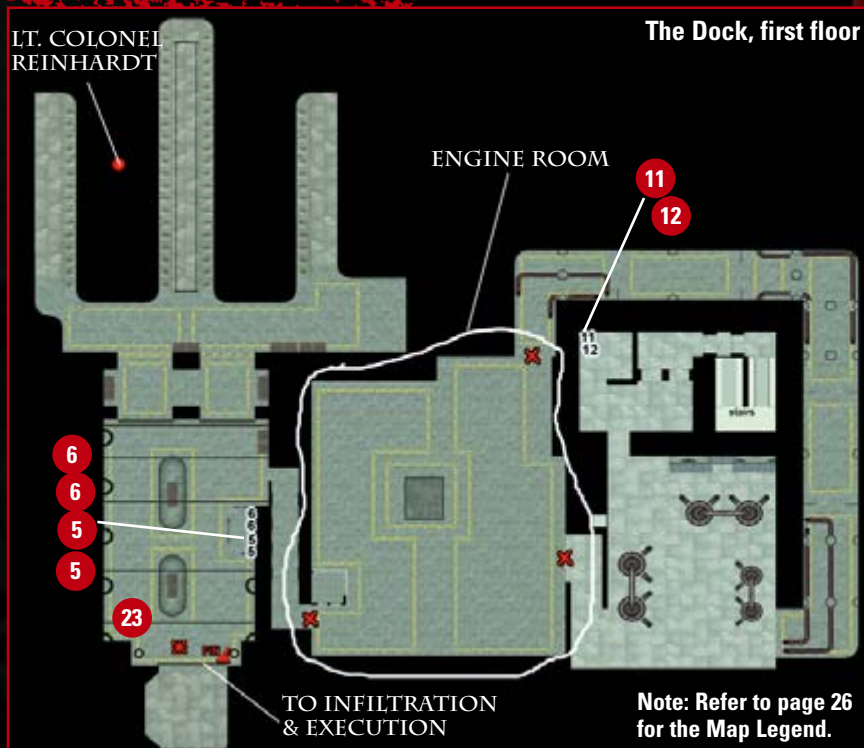 The Dock, first floor
LT. COLONEL
REINHARDT
ENGINE ROOM
11
12
11
12
stairs
6
6
5
5
6
6
5
5
23
TO INFILTRATION
& EXECUTION
Note: Refer to page 26
for the Map Legend.